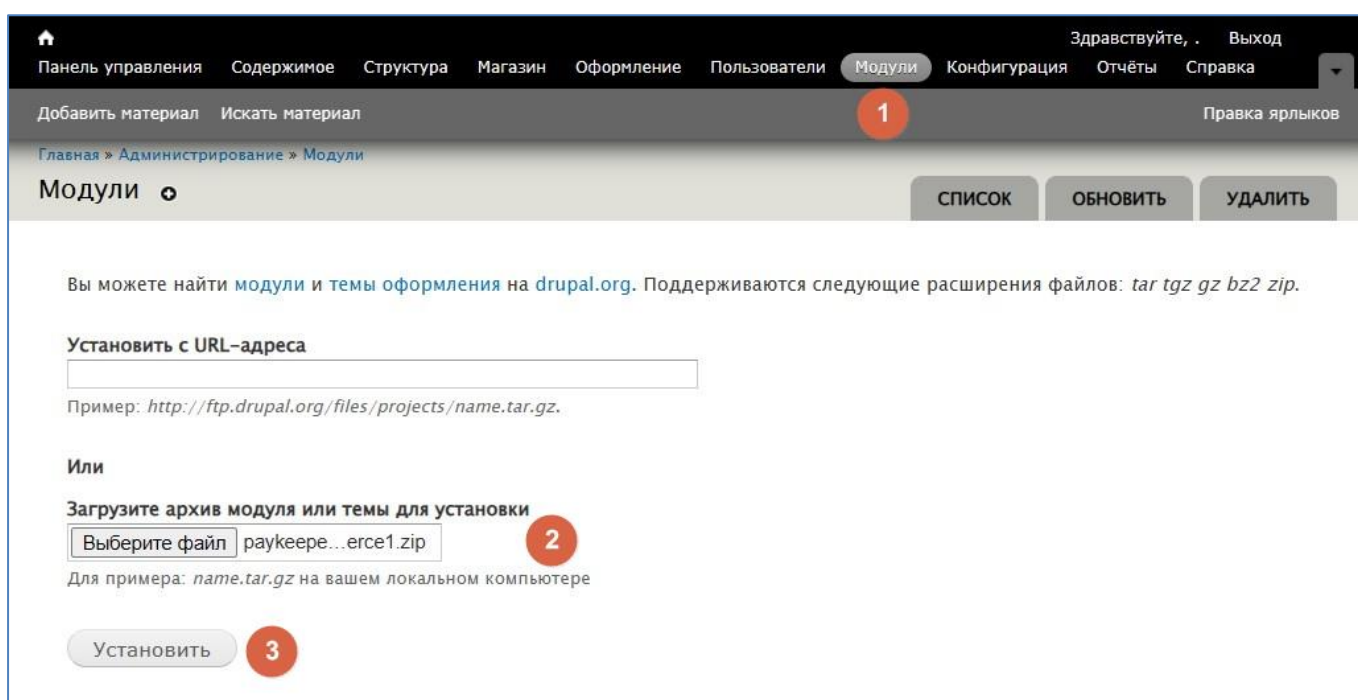 Здравствуйте, . Выход
Панель управления Содержимое Структура Магазин Оформление Пользователи Модули Конфигурация Отчёты Справка
Добавить материал Искать материал 1 Правка ярлыков
Главная » Администрирование » Модули
Модули СПИСОК ОБНОВИТЬ УДАЛИТЬ
Вы можете найти модули и темы оформления на drupal.org. Поддерживаются следующие расширения файлов: tar tgz gz bz2 zip.
Установить с URL-адреса
Пример: http://ftp.drupal.org/files/projects/name.tar.gz.
Или
Загрузите архив модуля или темы для установки
Выберите файл paykeepe...erce1.zip 2
Для примера: name.tar.gz на вашем локальном компьютере
Установить 3